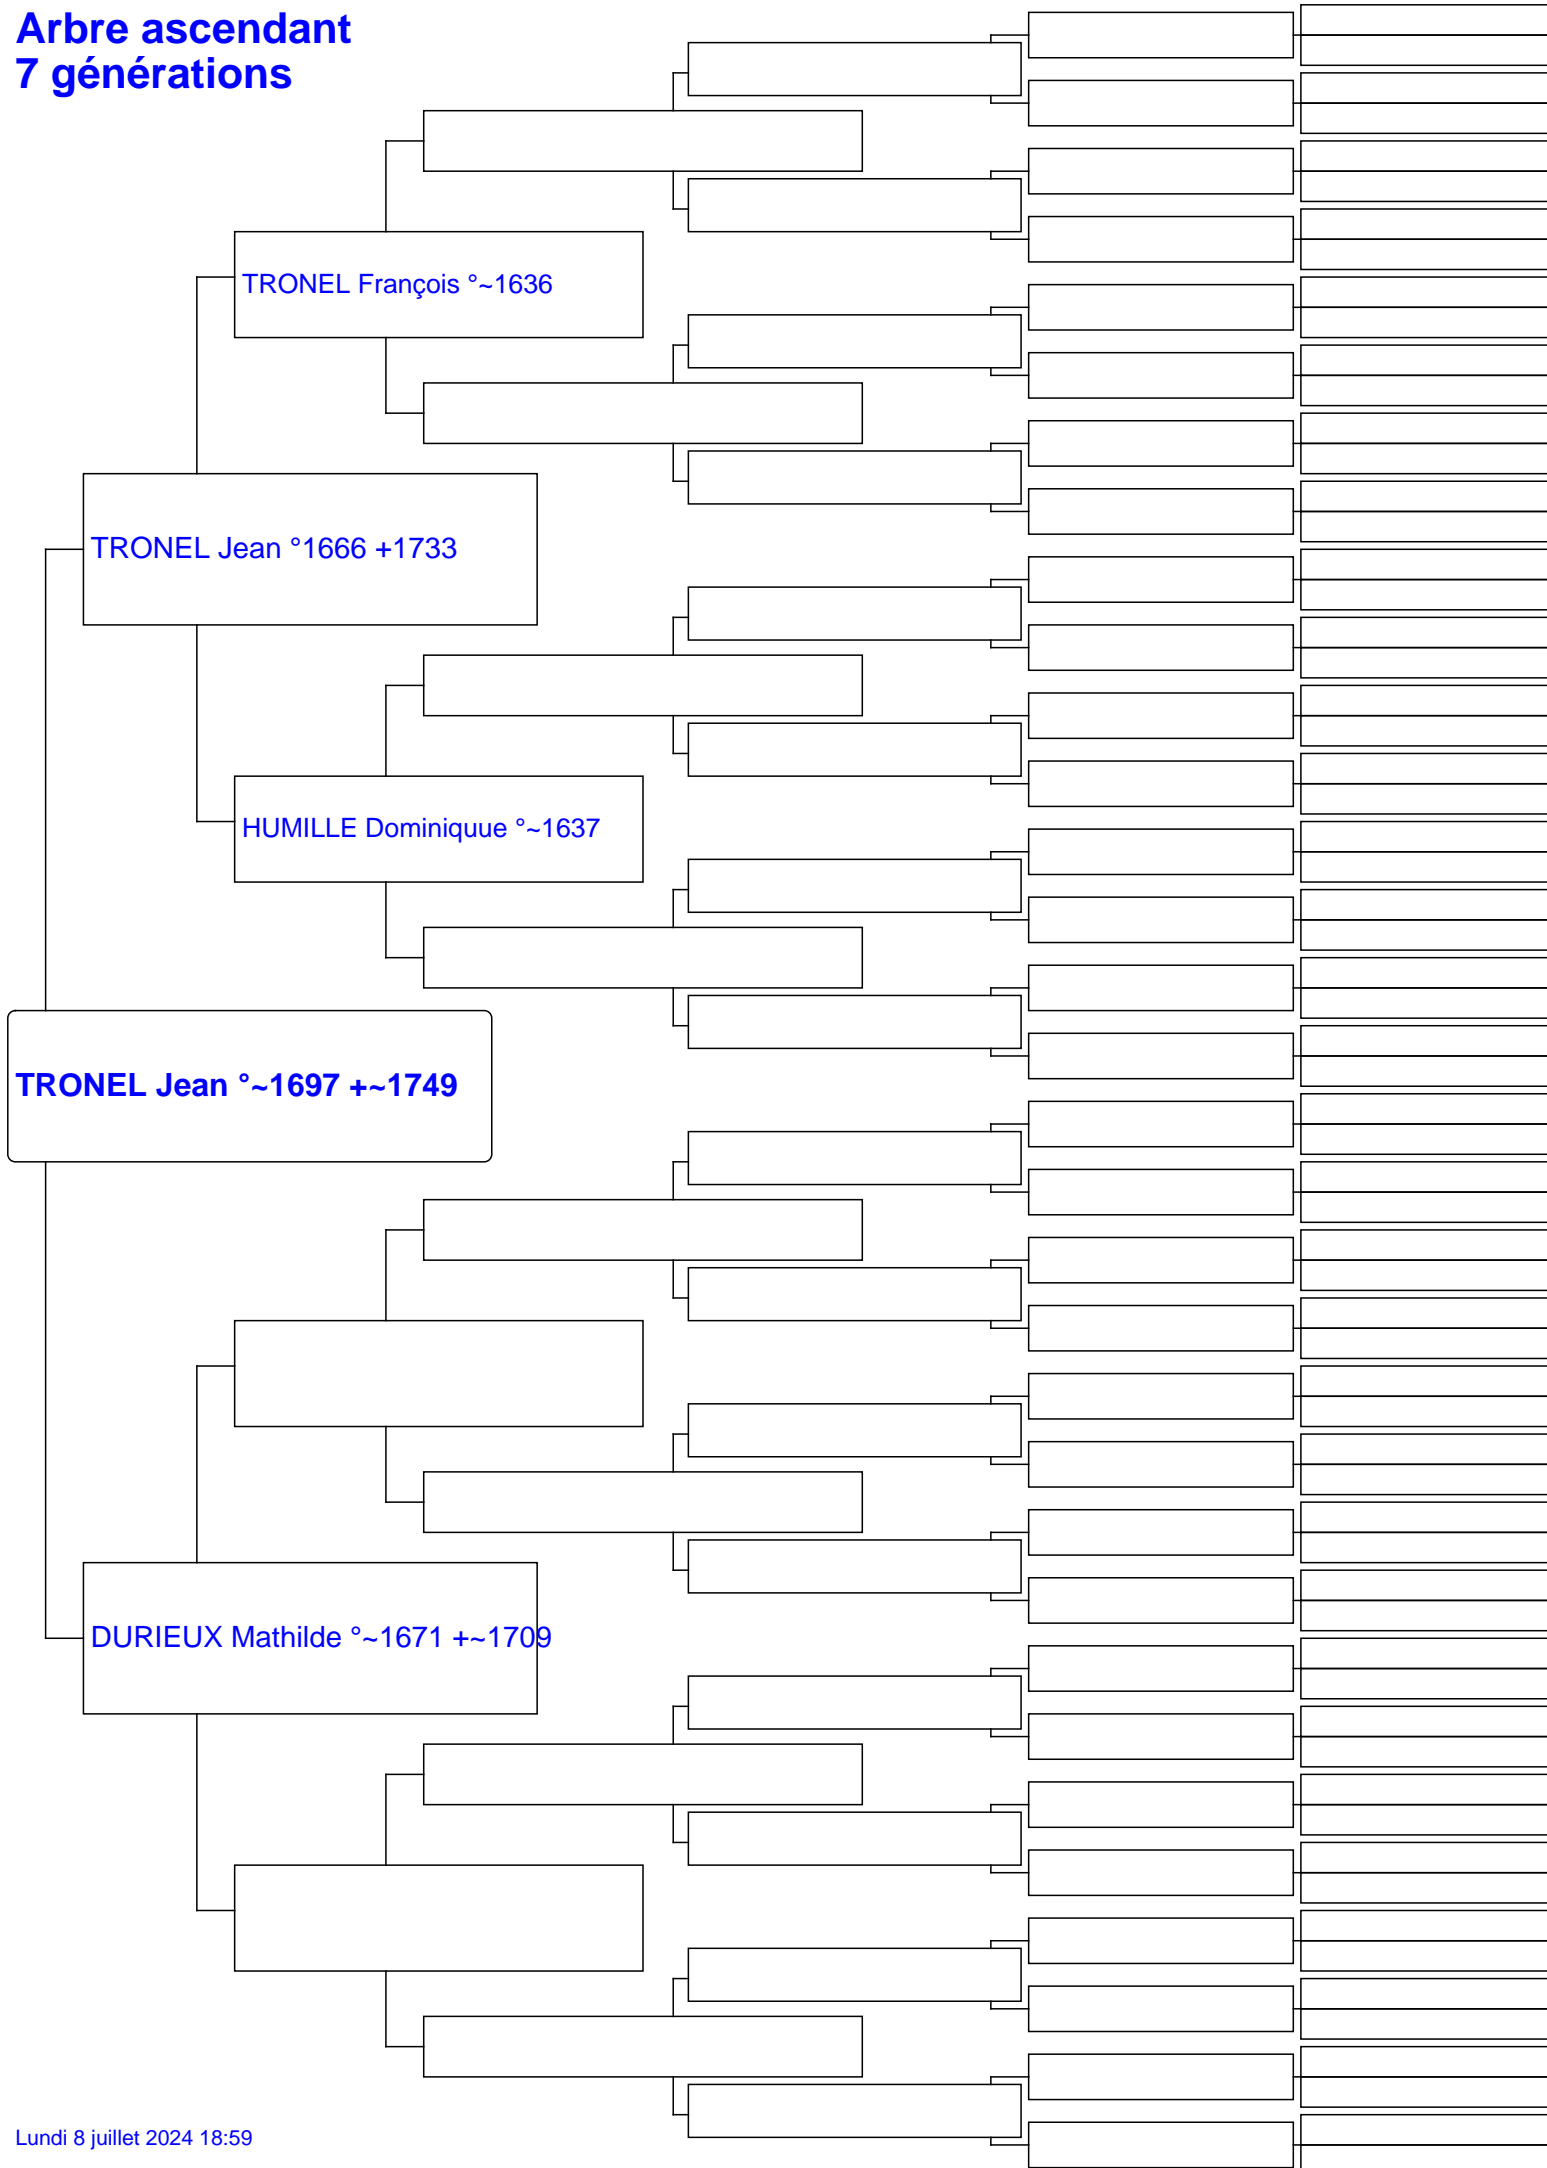 Arbre ascendant
7 générations
TRONEL François °~1636
TRONEL Jean °1666 +1733
HUMILLE Dominiquue °~1637
TRONEL Jean °~1697 +~1749
DURIEUX Mathilde °~1671 +~1709
Lundi 8 juillet 2024 18:59